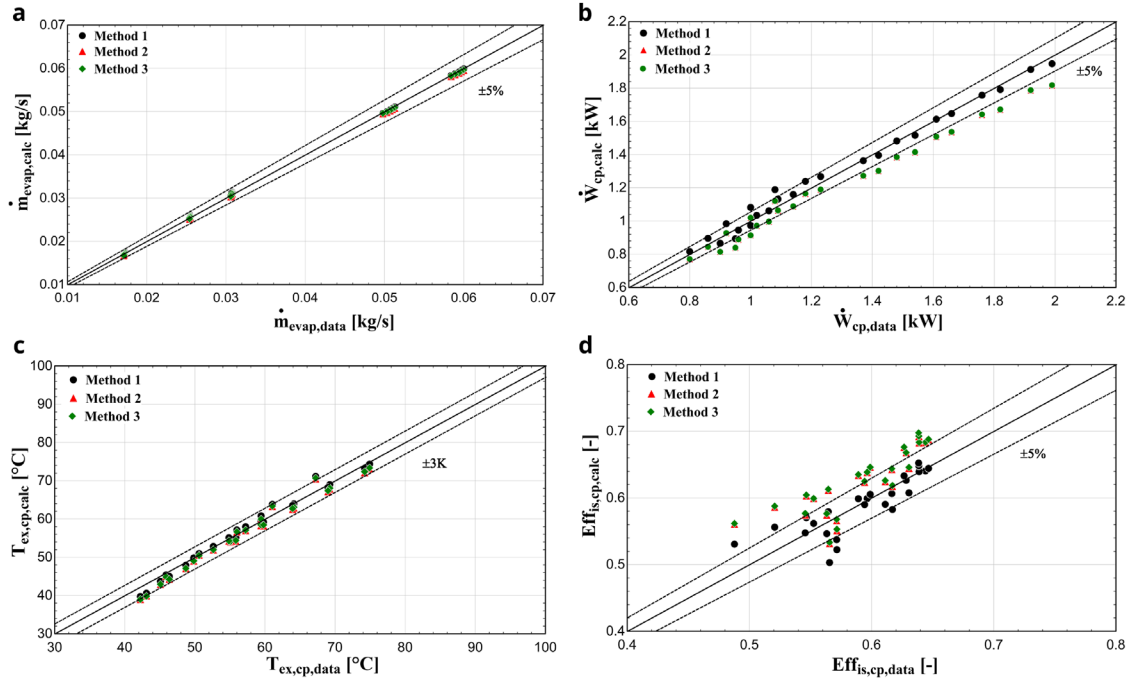 a
0.07
0.06
0.05
0.04
0.03
0.02
0.01
0.01 0.02 0.03 0.04 0.05 0.06 0.07
ṁevap,calc [kg/s]
ṁevap,data [kg/s]
Method 1
Method 2
Method 3
±5%
b
2.2
2
1.8
1.6
1.4
1.2
1
0.8
0.6
0.6 0.8 1 1.2 1.4 1.6 1.8 2 2.2
Ẇcp,calc [kW]
Ẇcp,data [kW]
Method 1
Method 2
Method 3
±5%
c
100
90
80
70
60
50
40
30
30 40 50 60 70 80 90 100
Tex,cp,calc [°C]
Tex,cp,data [°C]
Method 1
Method 2
Method 3
±3K
d
0.8
0.7
0.6
0.5
0.4
0.4 0.5 0.6 0.7 0.8
Effis,cp,calc [-]
Effis,cp,data [-]
Method 1
Method 2
Method 3
±5%